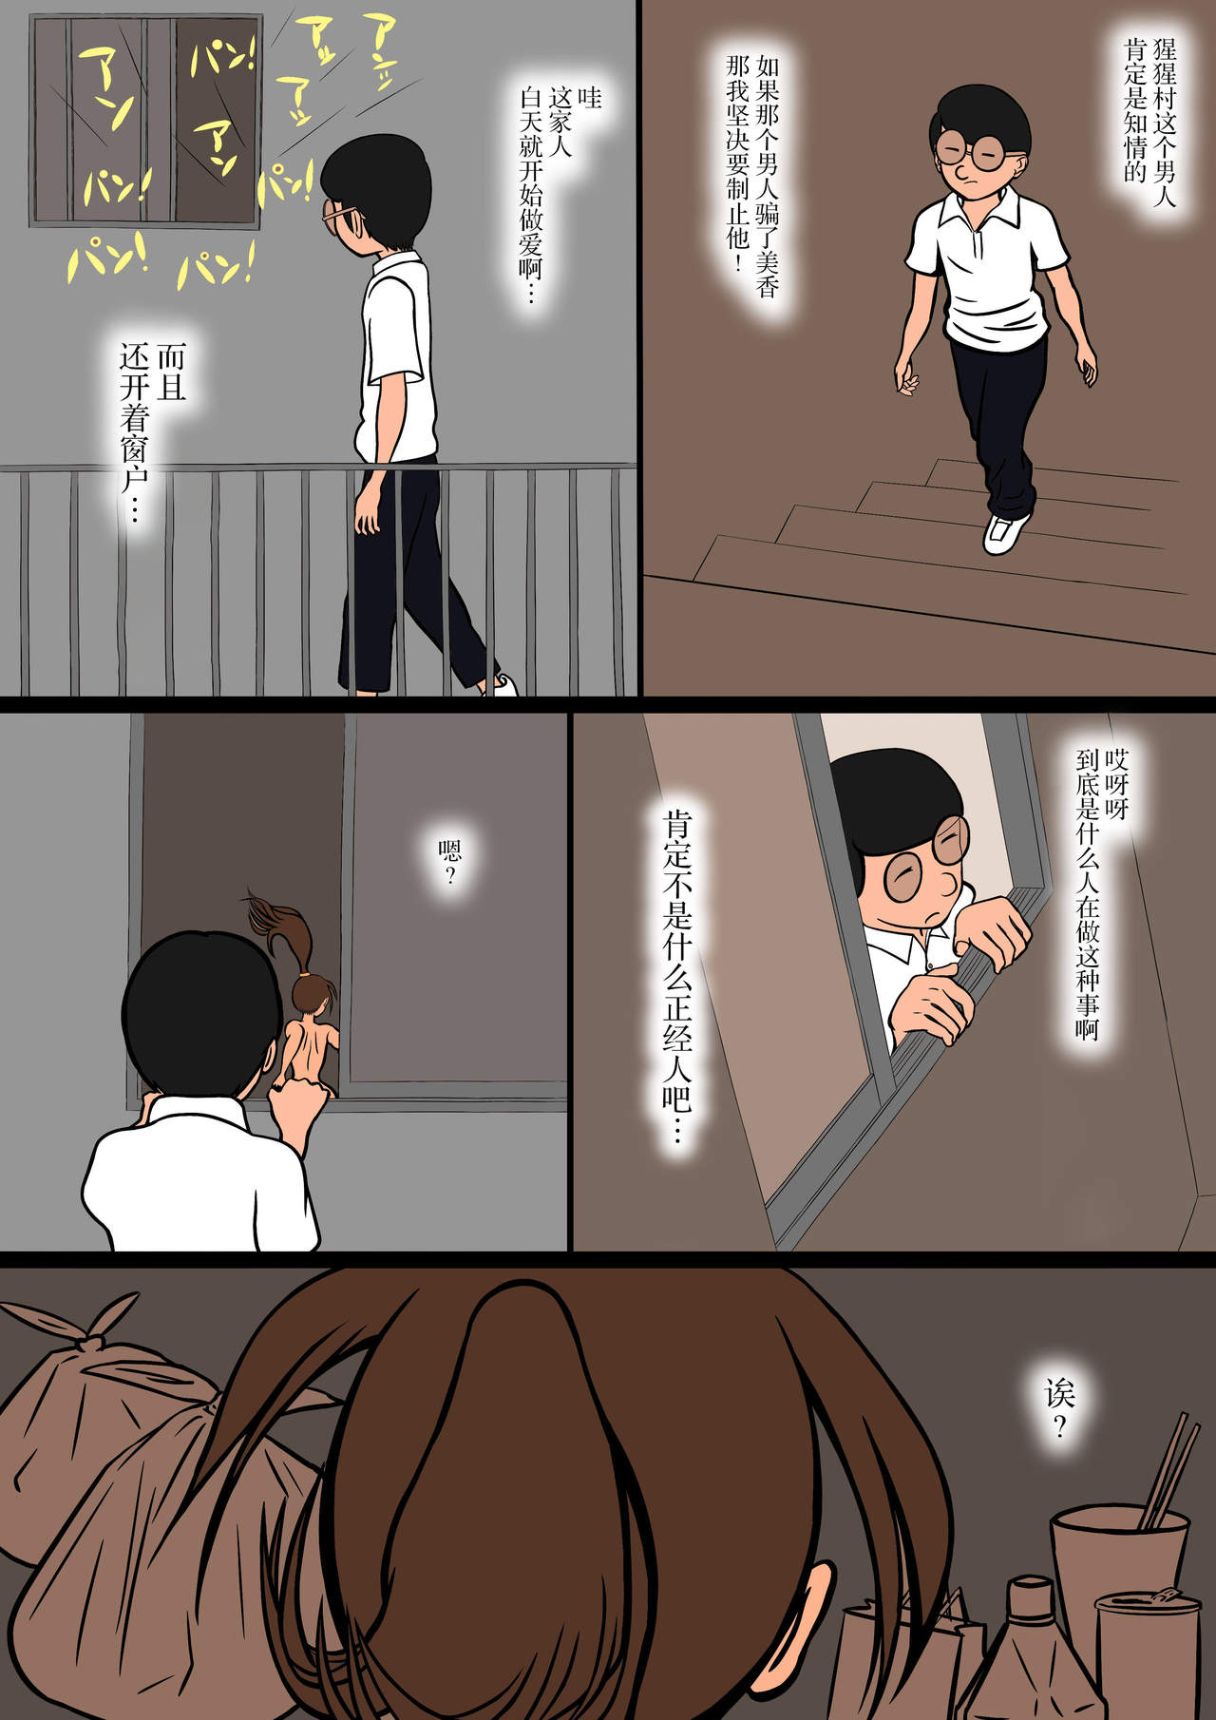 猩猩村这个男人
肯定是知情的
如果那个男人骗了美香
那我坚决要制止他！
哇
这家人
白天就开始做爱啊…
アンッ
アッ
アッ
パン!
アン
アン
パン!
パン!
パン!
パン!
而且
还开着窗户…
哎呀呀
到底是什么人在做这种事啊
肯定不是什么正经人吧…
嗯?
诶?